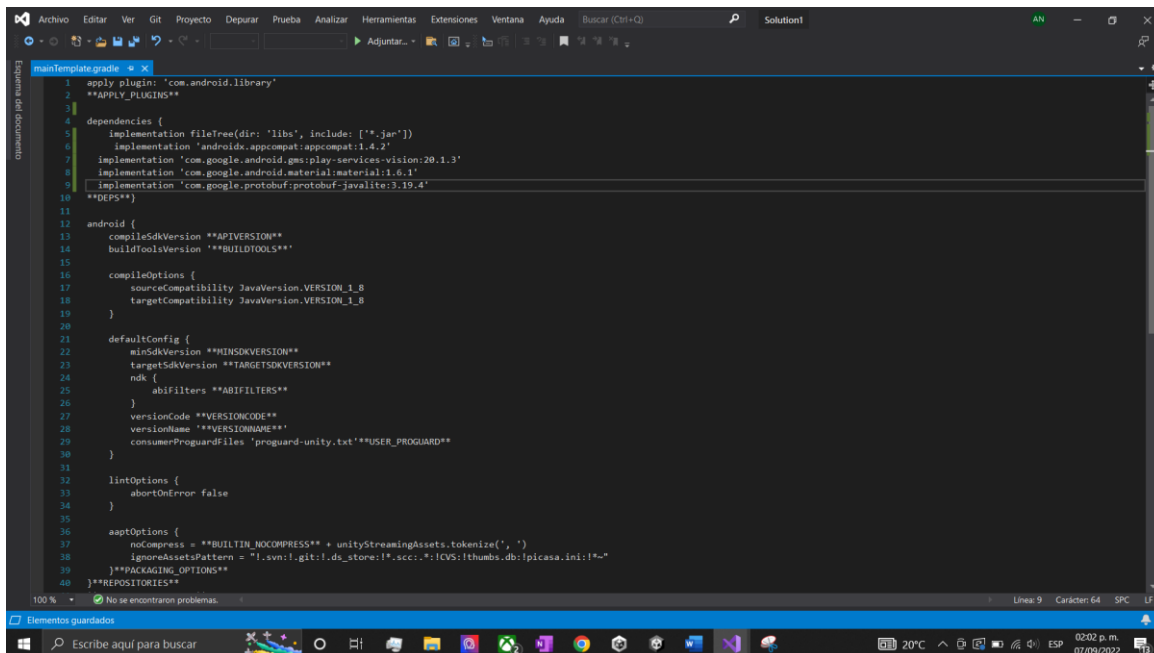 Archivo Editar Ver Git Proyecto Depurar Prueba Analizar Herramientas Extensiones Ventana Ayuda Buscar (Ctrl+Q) Solution1 AN
Adjuntar...
Esquema del documento
mainTemplate.gradle
1 apply plugin: 'com.android.library'
2 **APPLY_PLUGINS**
3
4 dependencies {
5 implementation fileTree(dir: 'libs', include: ['*.jar'])
6 implementation 'androidx.appcompat:appcompat:1.4.2'
7 implementation 'com.google.android.gms:play-services-vision:20.1.3'
8 implementation 'com.google.android.material:material:1.6.1'
9 implementation 'com.google.protobuf:protobuf-javalite:3.19.4'
10 **DEPS**}
11
12 android {
13 compileSdkVersion **APIVERSION**
14 buildToolsVersion '**BUILDTOOLS**'
15
16 compileOptions {
17 sourceCompatibility JavaVersion.VERSION_1_8
18 targetCompatibility JavaVersion.VERSION_1_8
19 }
20
21 defaultConfig {
22 minSdkVersion **MINSDKVERSION**
23 targetSdkVersion **TARGETSDKVERSION**
24 ndk {
25 abiFilters **ABIFILTERS**
26 }
27 versionCode **VERSIONCODE**
28 versionName '**VERSIONNAME**'
29 consumerProguardFiles 'proguard-unity.txt'**USER_PROGUARD**
30 }
31
32 lintOptions {
33 abortOnError false
34 }
35
36 aaptOptions {
37 noCompress = **BUILTIN_NOCOMPRESS** + unityStreamingAssets.tokenize(', ')
38 ignoreAssetsPattern = "!.svn:!.git:!.ds_store:!*.scc:.*:!CVS:!thumbs.db:!picasa.ini:!*~"
39 }**PACKAGING_OPTIONS**
40 }**REPOSITORIES**
100 % No se encontraron problemas. Línea: 9 Carácter: 64 SPC LF
Elementos guardados
Escribe aquí para buscar 20°C ESP 02:02 p. m.
07/09/2022